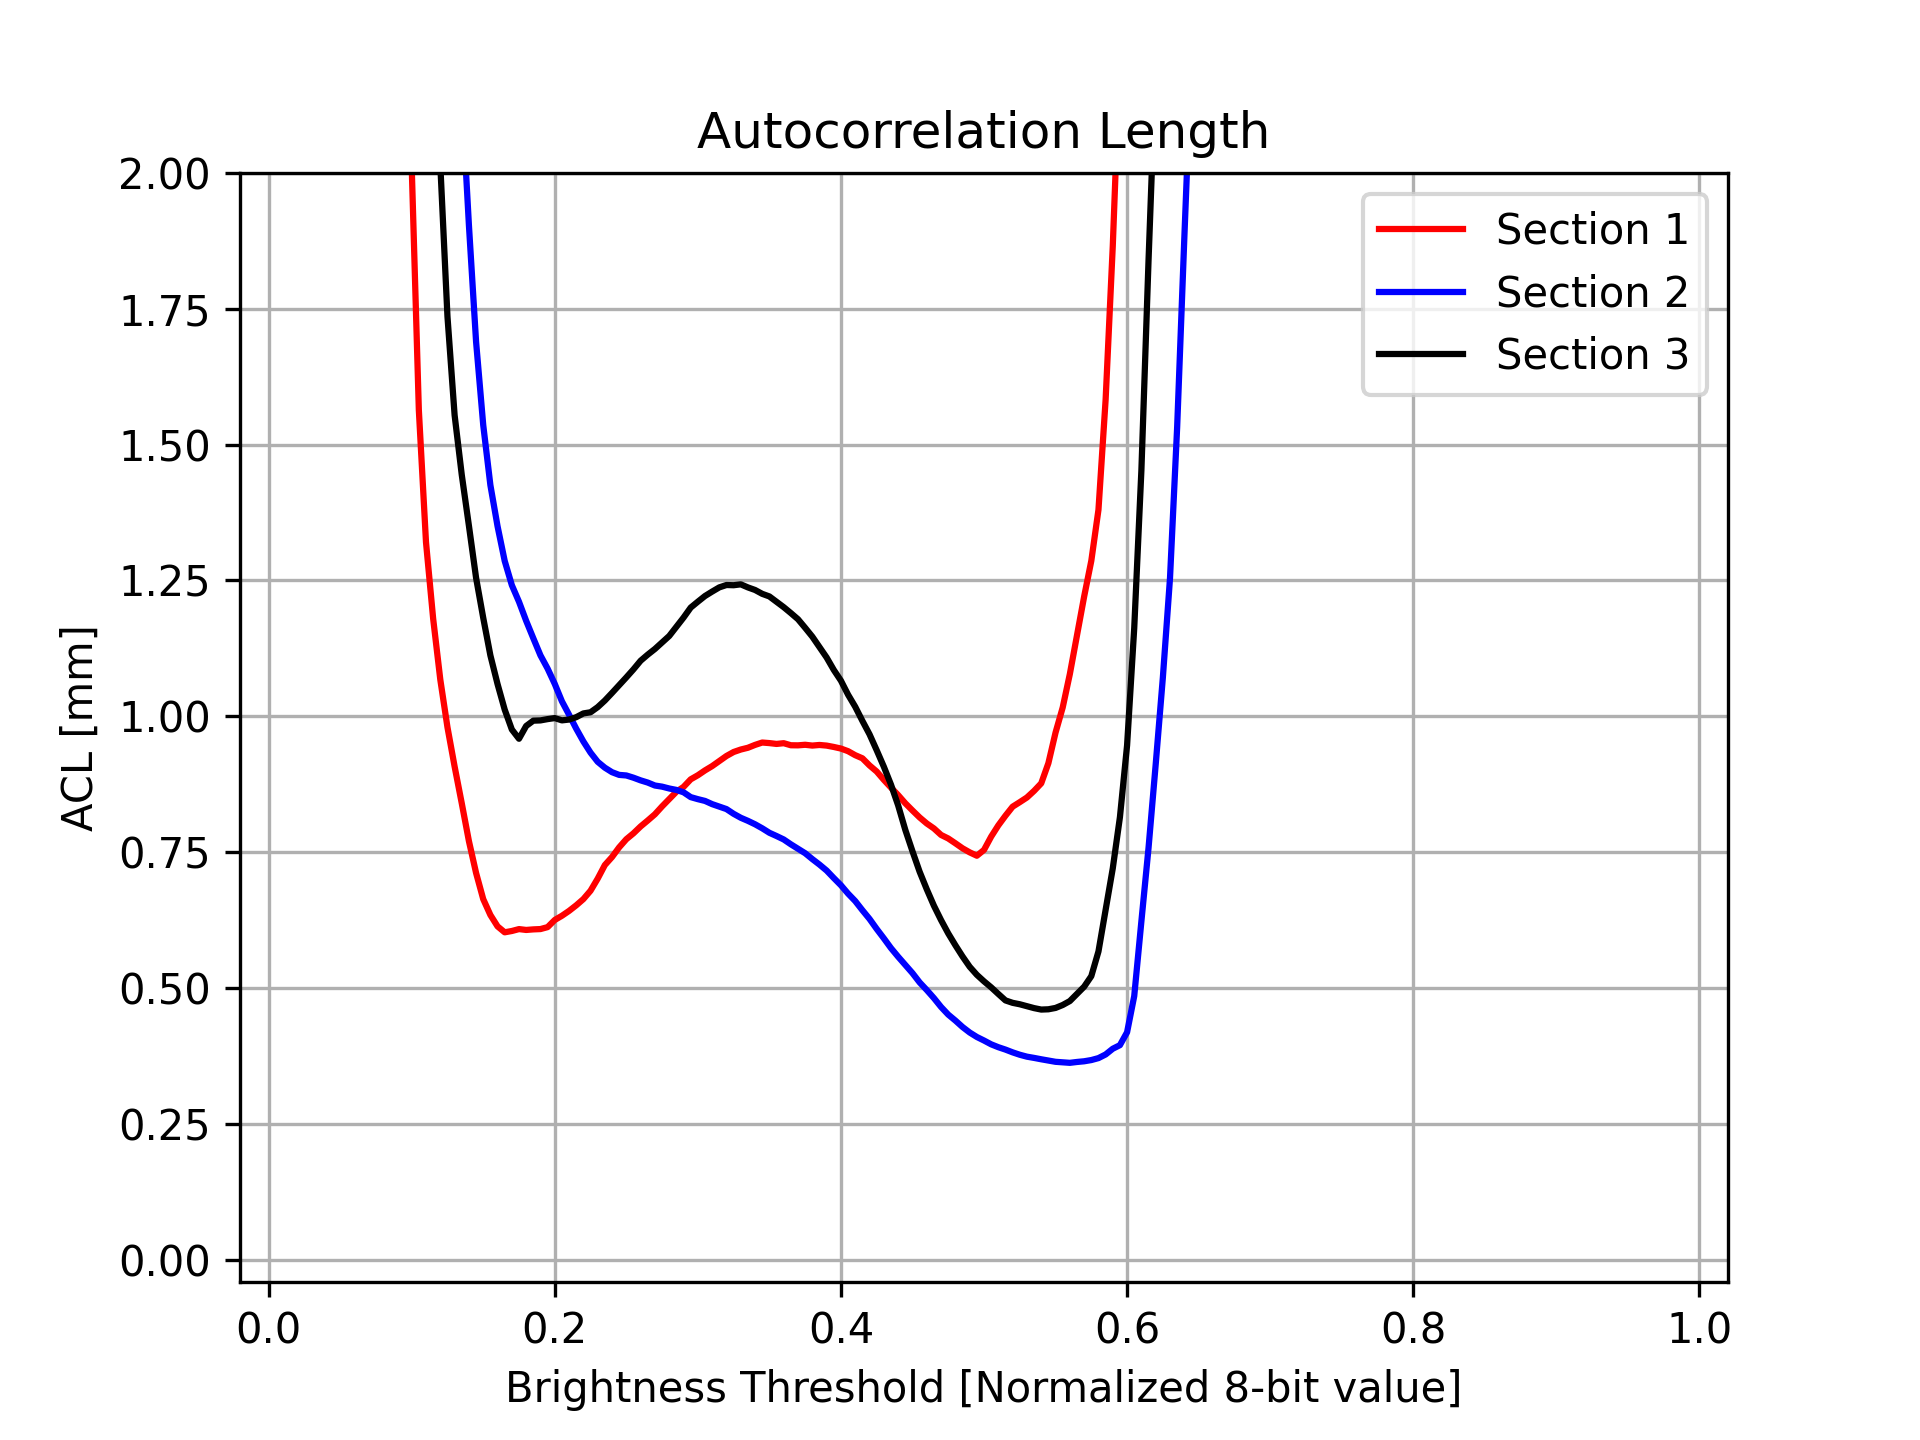 Autocorrelation Length
2.00
1.75
1.50
1.25
1.00
0.75
0.50
0.25
0.00
ACL [mm]
Section 1
Section 2
Section 3
0.0 0.2 0.4 0.6 0.8 1.0
Brightness Threshold [Normalized 8-bit value]